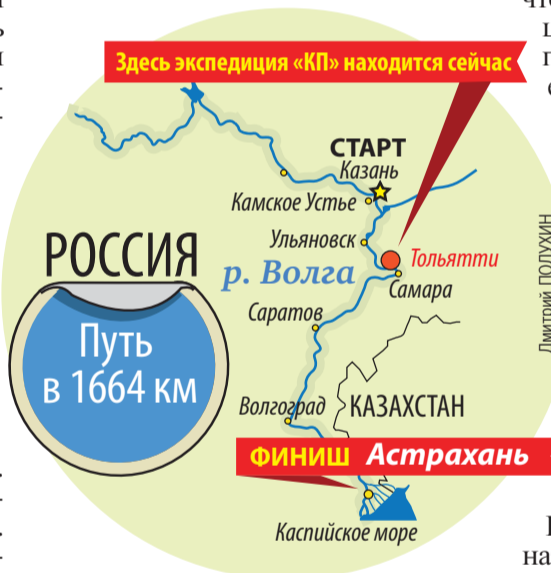 Здесь экспедиция «КП» находится сейчас
СТАРТ
Казань
Камское Устье
Ульяновск
Тольятти
РОССИЯ
р. Волга
Самара
Саратов
Путь
в 1664 км
Волгоград
КАЗАХСТАН
ФИНИШ Астрахань
Каспийское море
Дмитрий ПОЛУХИН
на